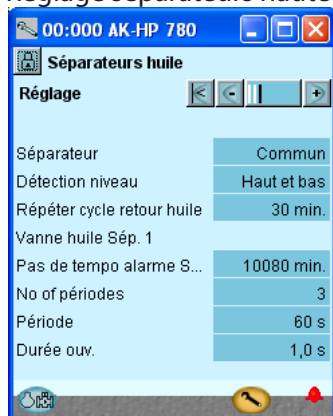 00:000 AK-HP 780
Séparateurs huile
Réglage
Séparateur Commun
Détection niveau Haut et bas
Répéter cycle retour huile 30 min.
Vanne huile Sép. 1
Pas de tempo alarme S... 10080 min.
No of périodes 3
Période 60 s
Durée ouv. 1,0 s